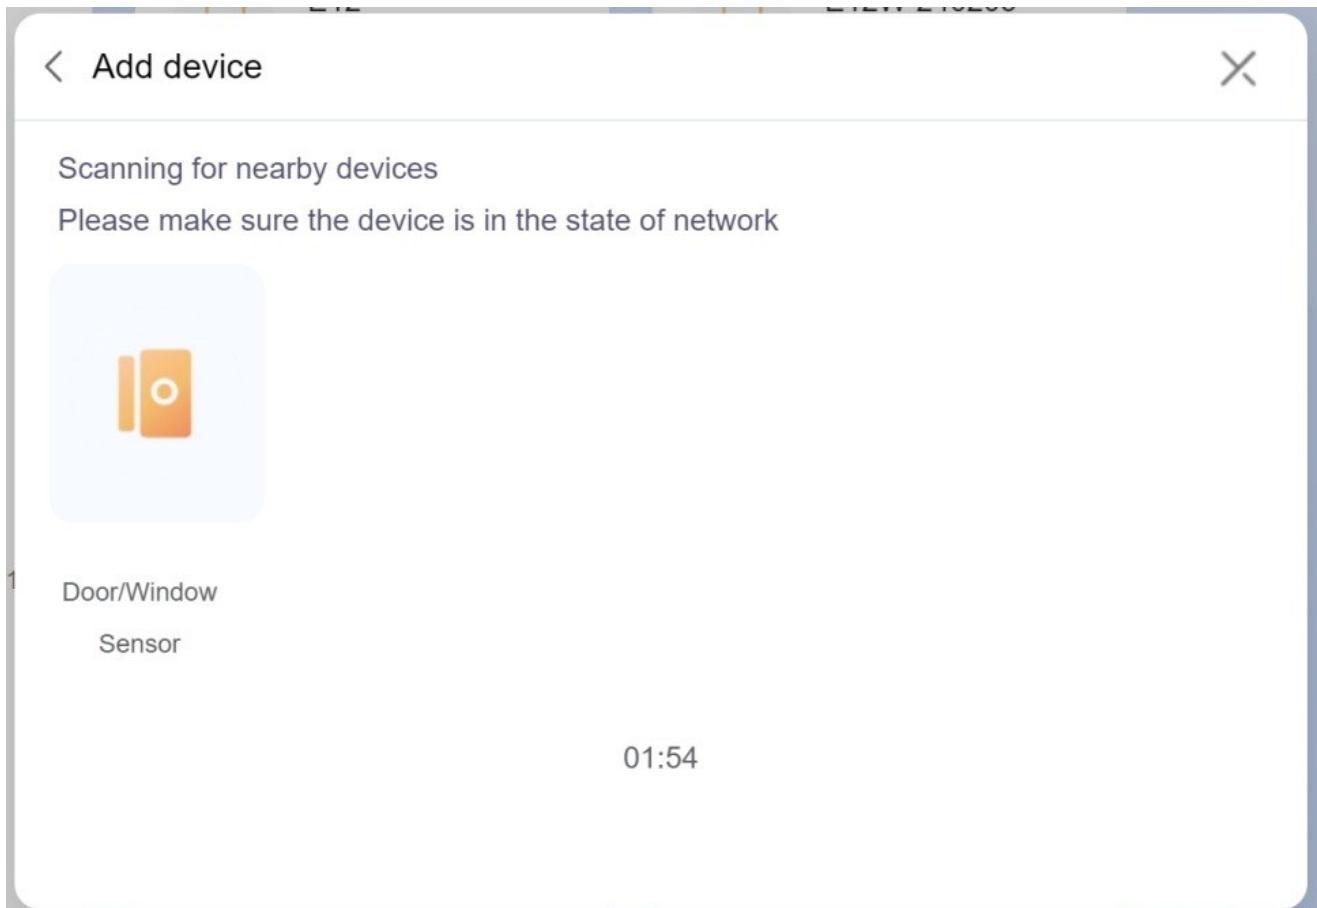 Add device
Scanning for nearby devices
Please make sure the device is in the state of network
Door/Window
Sensor
01:54